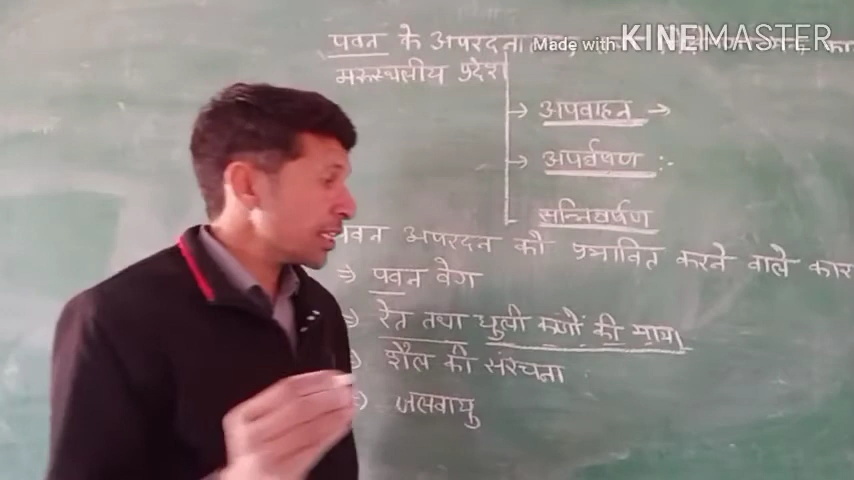 पवन के अपरदनात्मक
Made with KINEMASTER
मरुस्थलीय प्रदेश
→ अपवाहन →
→ अपर्घषण :-
सन्निघर्षण
पवन अपरदन को प्रभावित करने वाले कार
⇒ पवन वेग
⇒ रेत तथा धुली कणों की मात्रा
⇒ शैल की संरचना
⇒ जलवायु